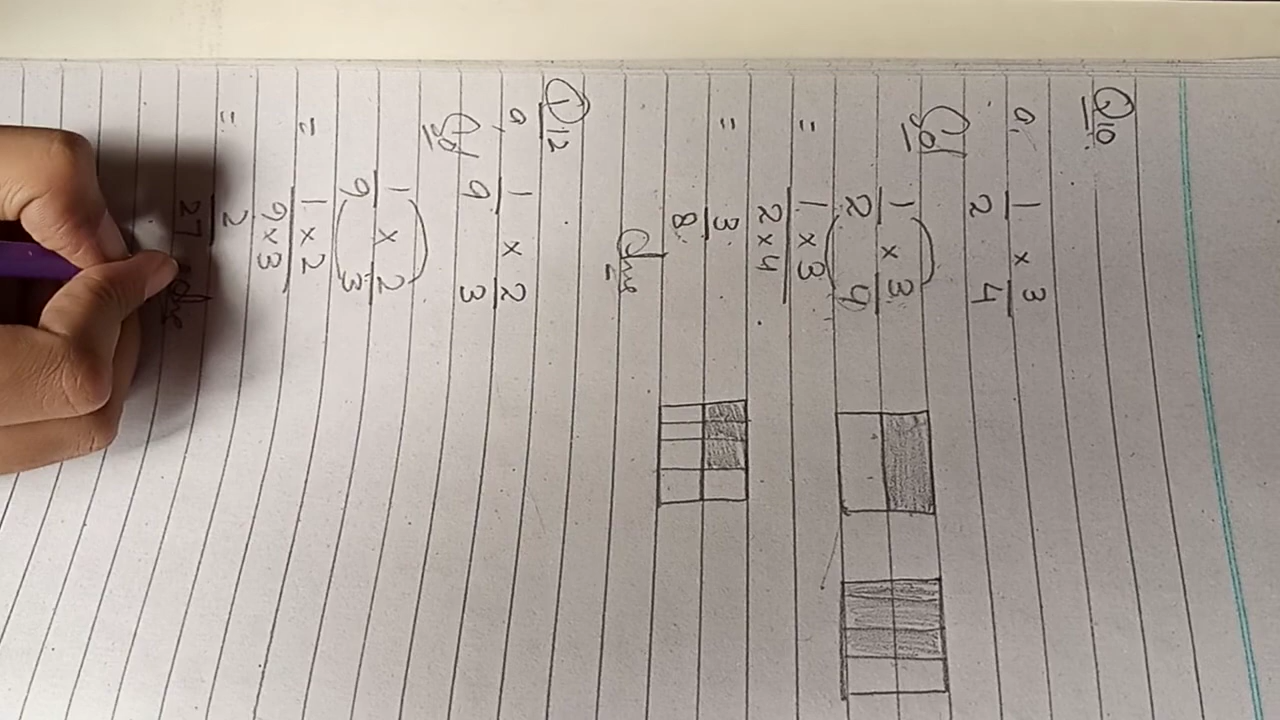 Q10.
a. 1/2 × 3/4
Sol
1/2 × 3/4
= 1×3/2×4
= 3/8
Ans
Q12
a. 1/9 × 2/3
Sol
1/9 × 2/3
= 1×2/9×3
= 2/27 Ans